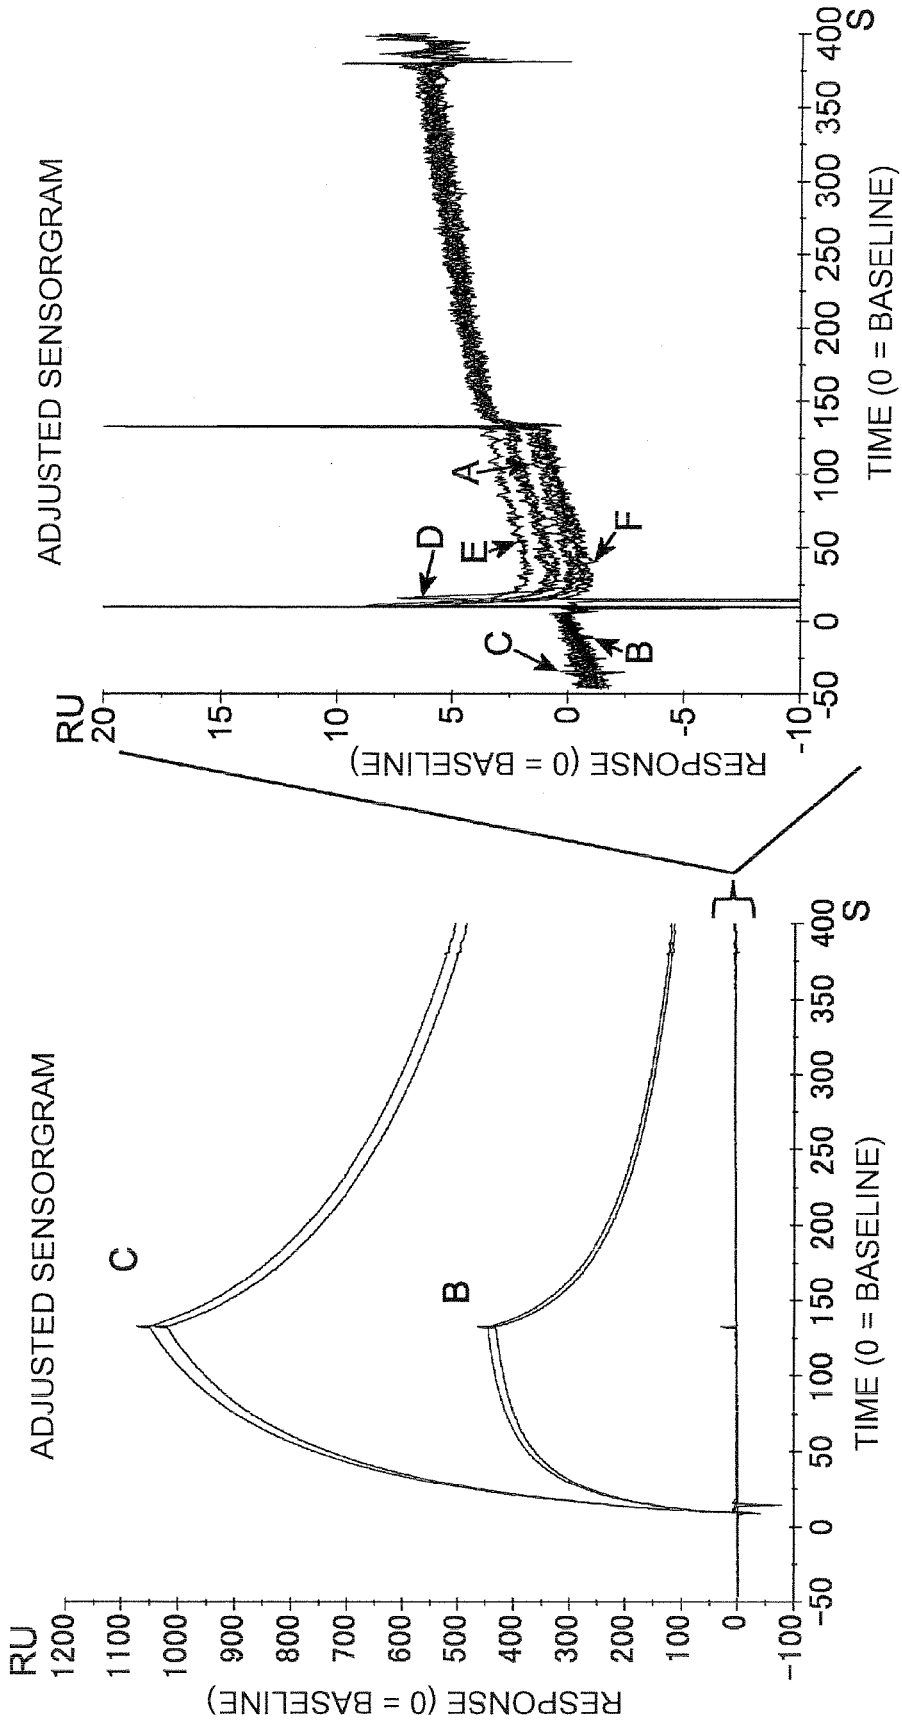 ADJUSTED SENSORGRAM
RU
1200
1100
1000
900
800
700
600
500
400
300
200
100
0
-100
RESPONSE (0 = BASELINE)
C
B
-50 0 50 100 150 200 250 300 350 400
S
TIME (0 = BASELINE)
ADJUSTED SENSORGRAM
RU
20
15
10
5
0
-5
-10
RESPONSE (0 = BASELINE)
D
E
A
C
B
F
-50 0 50 100 150 200 250 300 350 400
S
TIME (0 = BASELINE)